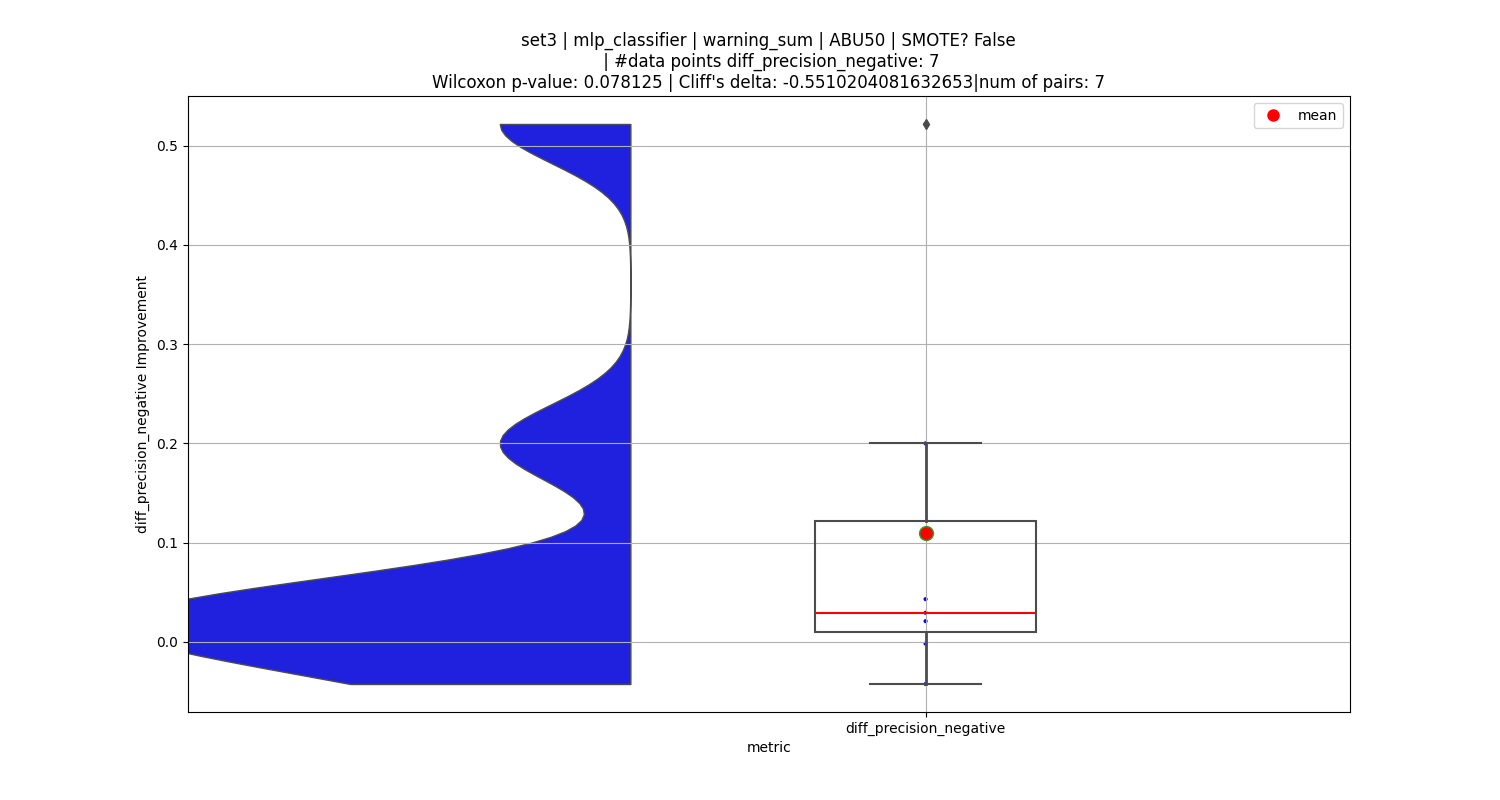 set3 | mlp_classifier | warning_sum | ABU50 | SMOTE? False
| #data points diff_precision_negative: 7
Wilcoxon p-value: 0.078125 | Cliff's delta: -0.5510204081632653|num of pairs: 7
mean
0.5
0.4
0.3
0.2
0.1
0.0
diff_precision_negative Improvement
diff_precision_negative
metric